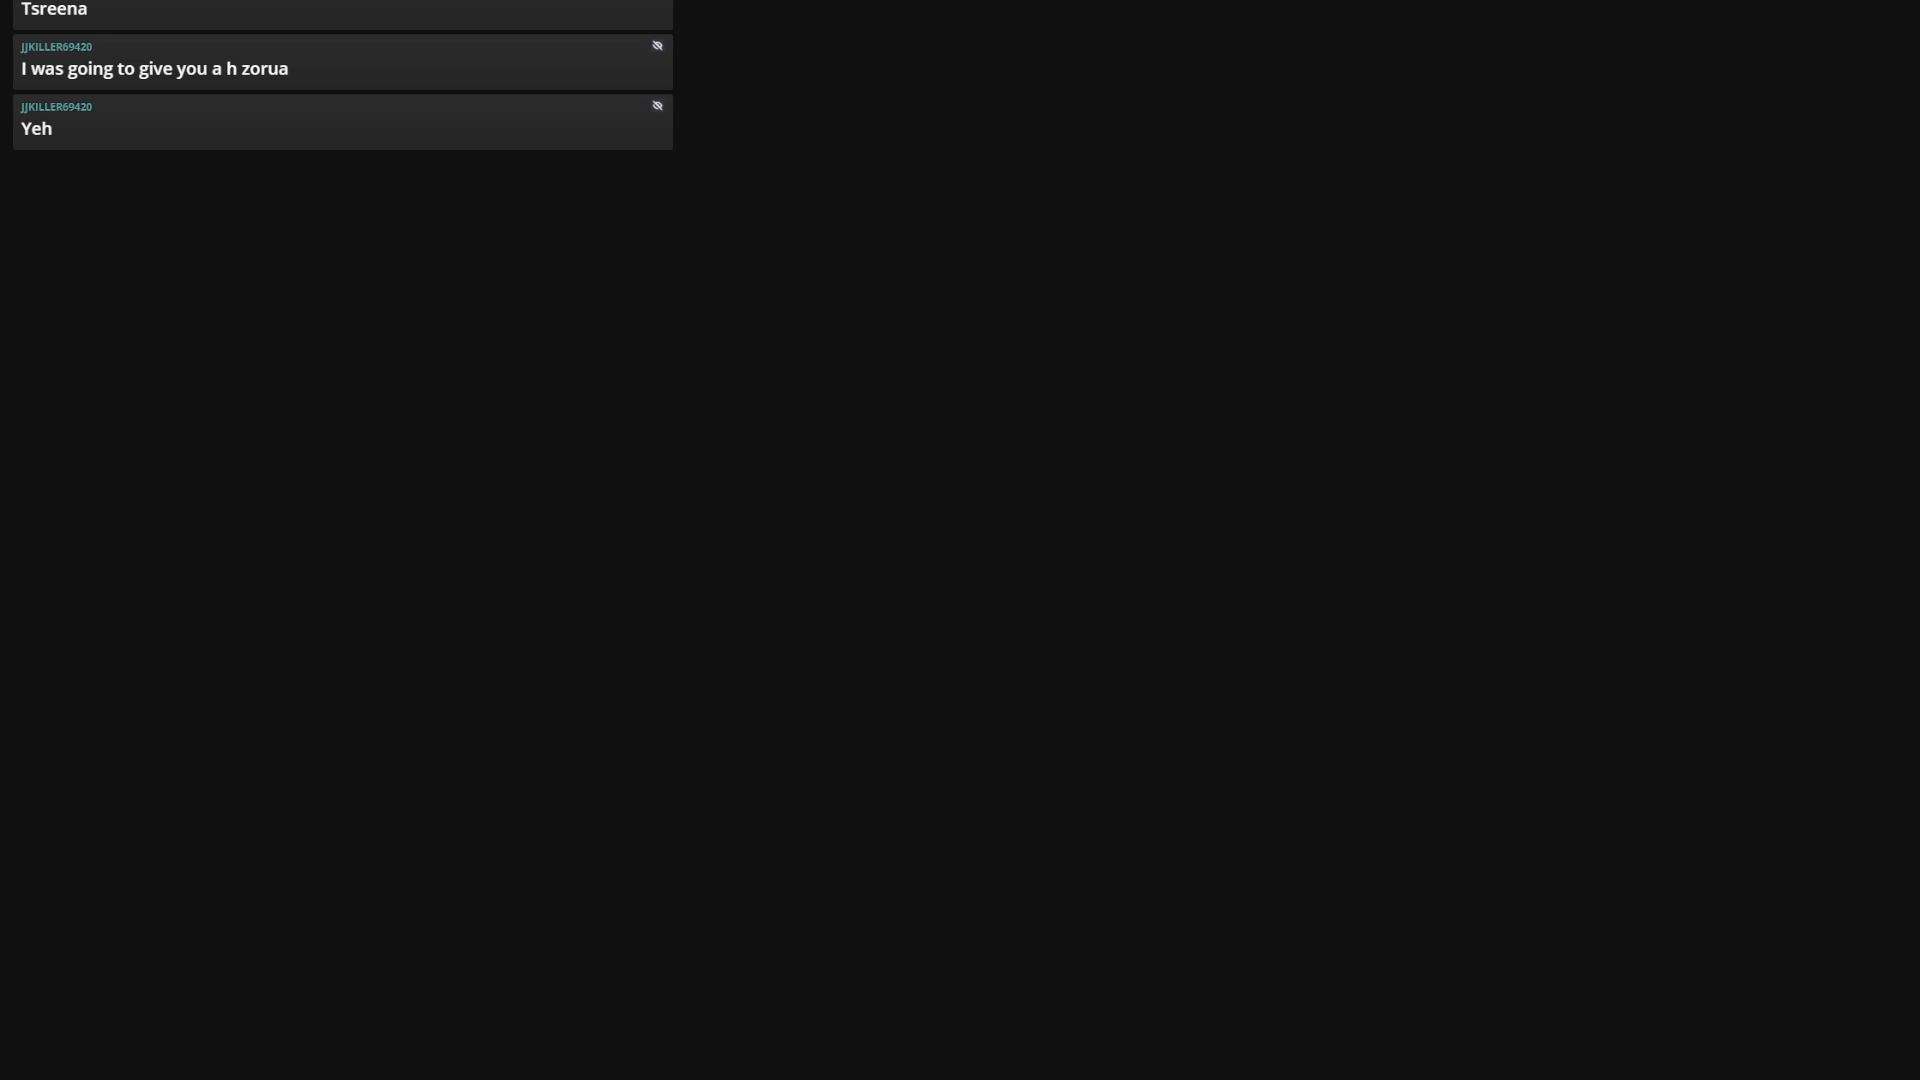 Tsreena
JJKILLER69420
I was going to give you a h zorua
JJKILLER69420
Yeh